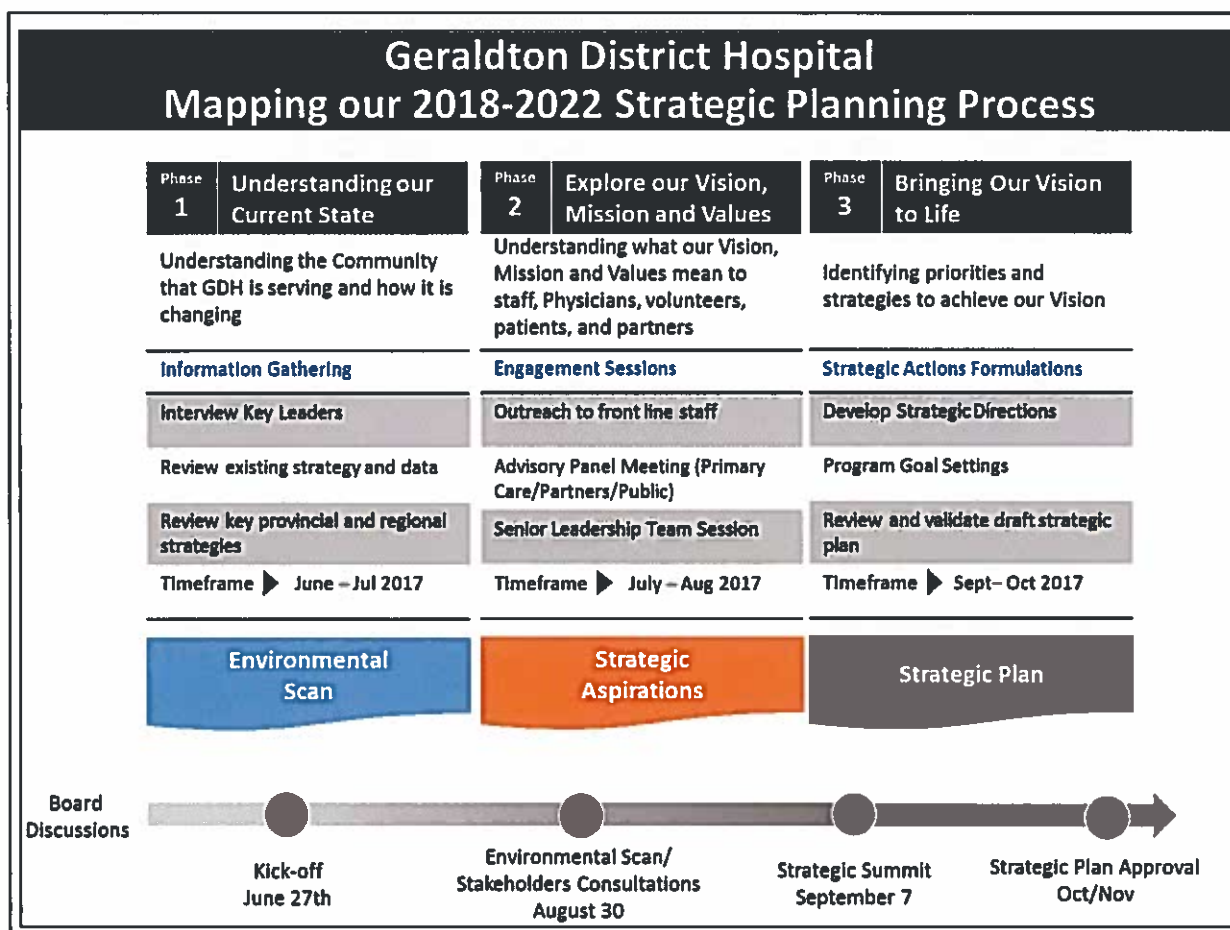 Geraldton District Hospital
Mapping our 2018-2022 Strategic Planning Process
Phase
1
Understanding our
Current State
Understanding the Community
that GDH is serving and how it is
changing
Information Gathering
Interview Key Leaders
Review existing strategy and data
Review key provincial and regional
strategies
Timeframe ▶ June – Jul 2017
Environmental
Scan
Phase
2
Explore our Vision,
Mission and Values
Understanding what our Vision,
Mission and Values mean to
staff, Physicians, volunteers,
patients, and partners
Engagement Sessions
Outreach to front line staff
Advisory Panel Meeting (Primary
Care/Partners/Public)
Senior Leadership Team Session
Timeframe ▶ July – Aug 2017
Strategic
Aspirations
Phase
3
Bringing Our Vision
to Life
Identifying priorities and
strategies to achieve our Vision
Strategic Actions Formulations
Develop Strategic Directions
Program Goal Settings
Review and validate draft strategic
plan
Timeframe ▶ Sept– Oct 2017
Strategic Plan
Board
Discussions
Kick-off
June 27th
Environmental Scan/
Stakeholders Consultations
August 30
Strategic Summit
September 7
Strategic Plan Approval
Oct/Nov